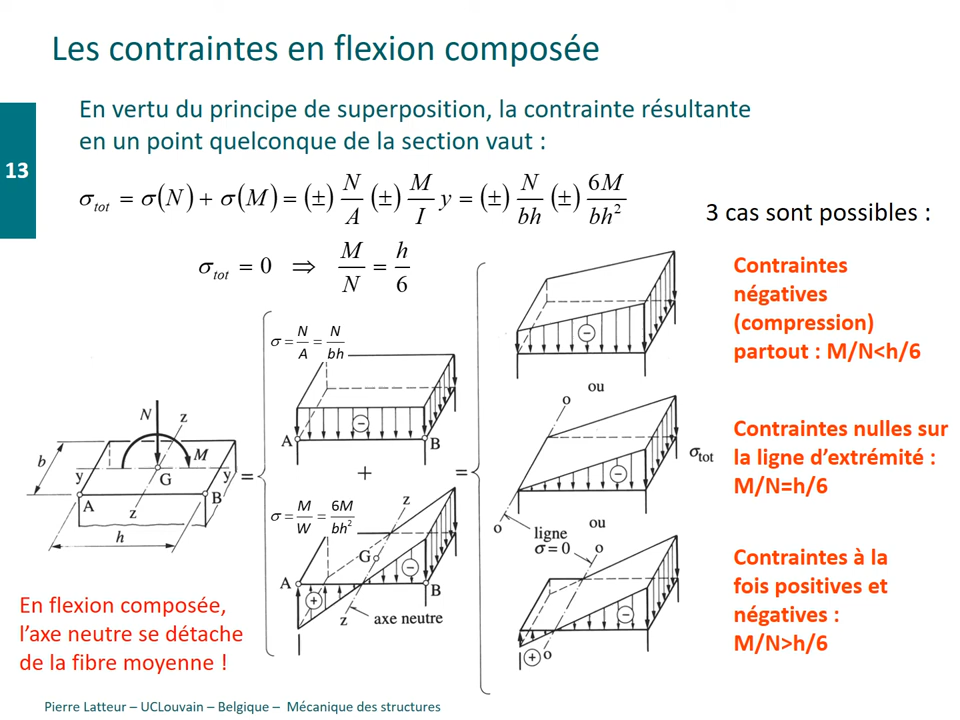 Les contraintes en flexion composée
13
En vertu du principe de superposition, la contrainte résultante
en un point quelconque de la section vaut :
σ_tot = σ(N) + σ(M) = (±) N/A (±) M/I y = (±) N/bh (±) 6M/bh²
σ_tot = 0 ⇒ M/N = h/6
3 cas sont possibles :
Contraintes
négatives
(compression)
partout : M/N<h/6
σ = N/A = N/bh
−
A
B
+
σ = M/W = 6M/bh²
z
G
A
B
+
−
z
axe neutre
N
z
M
b
y
G
y
A
z
B
h
=
=
−
ou
o
−
σtot
o
ligne
σ = 0
ou
o
−
+
o
Contraintes nulles sur
la ligne d’extrémité :
M/N=h/6
Contraintes à la
fois positives et
négatives :
M/N>h/6
En flexion composée,
l’axe neutre se détache
de la fibre moyenne !
Pierre Latteur – UCLouvain – Belgique – Mécanique des structures